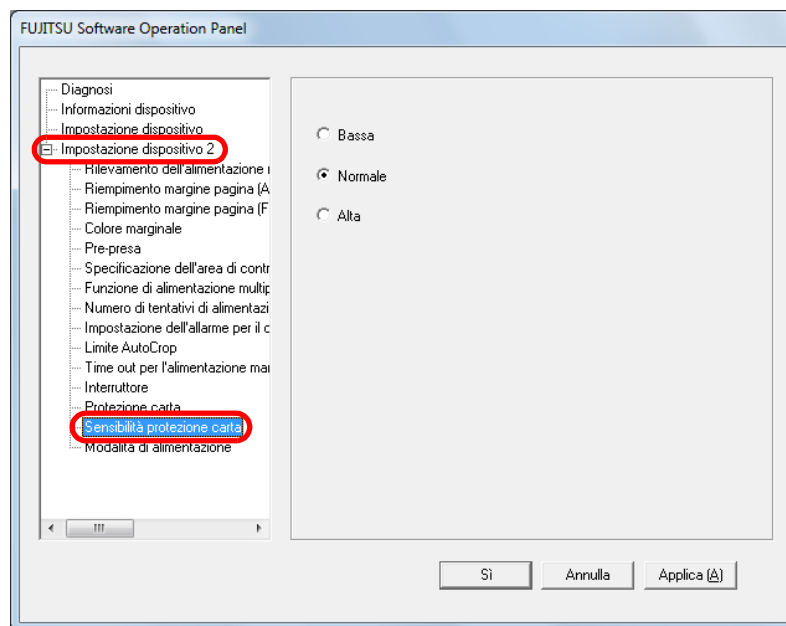 FUJITSU Software Operation Panel
Diagnosi
Informazioni dispositivo
Impostazione dispositivo
Impostazione dispositivo 2
Rilevamento dell'alimentazione
Riempimento margine pagina (A
Riempimento margine pagina (F
Colore marginale
Pre-presa
Specificazione dell'area di contr
Funzione di alimentazione multip
Numero di tentativi di alimentazi
Impostazione dell'allarme per il c
Limite AutoCrop
Time out per l'alimentazione mar
Interruttore
Protezione carta
Sensibilità protezione carta
Modalità di alimentazione
Bassa
Normale
Alta
Sì
Annulla
Applica (A)